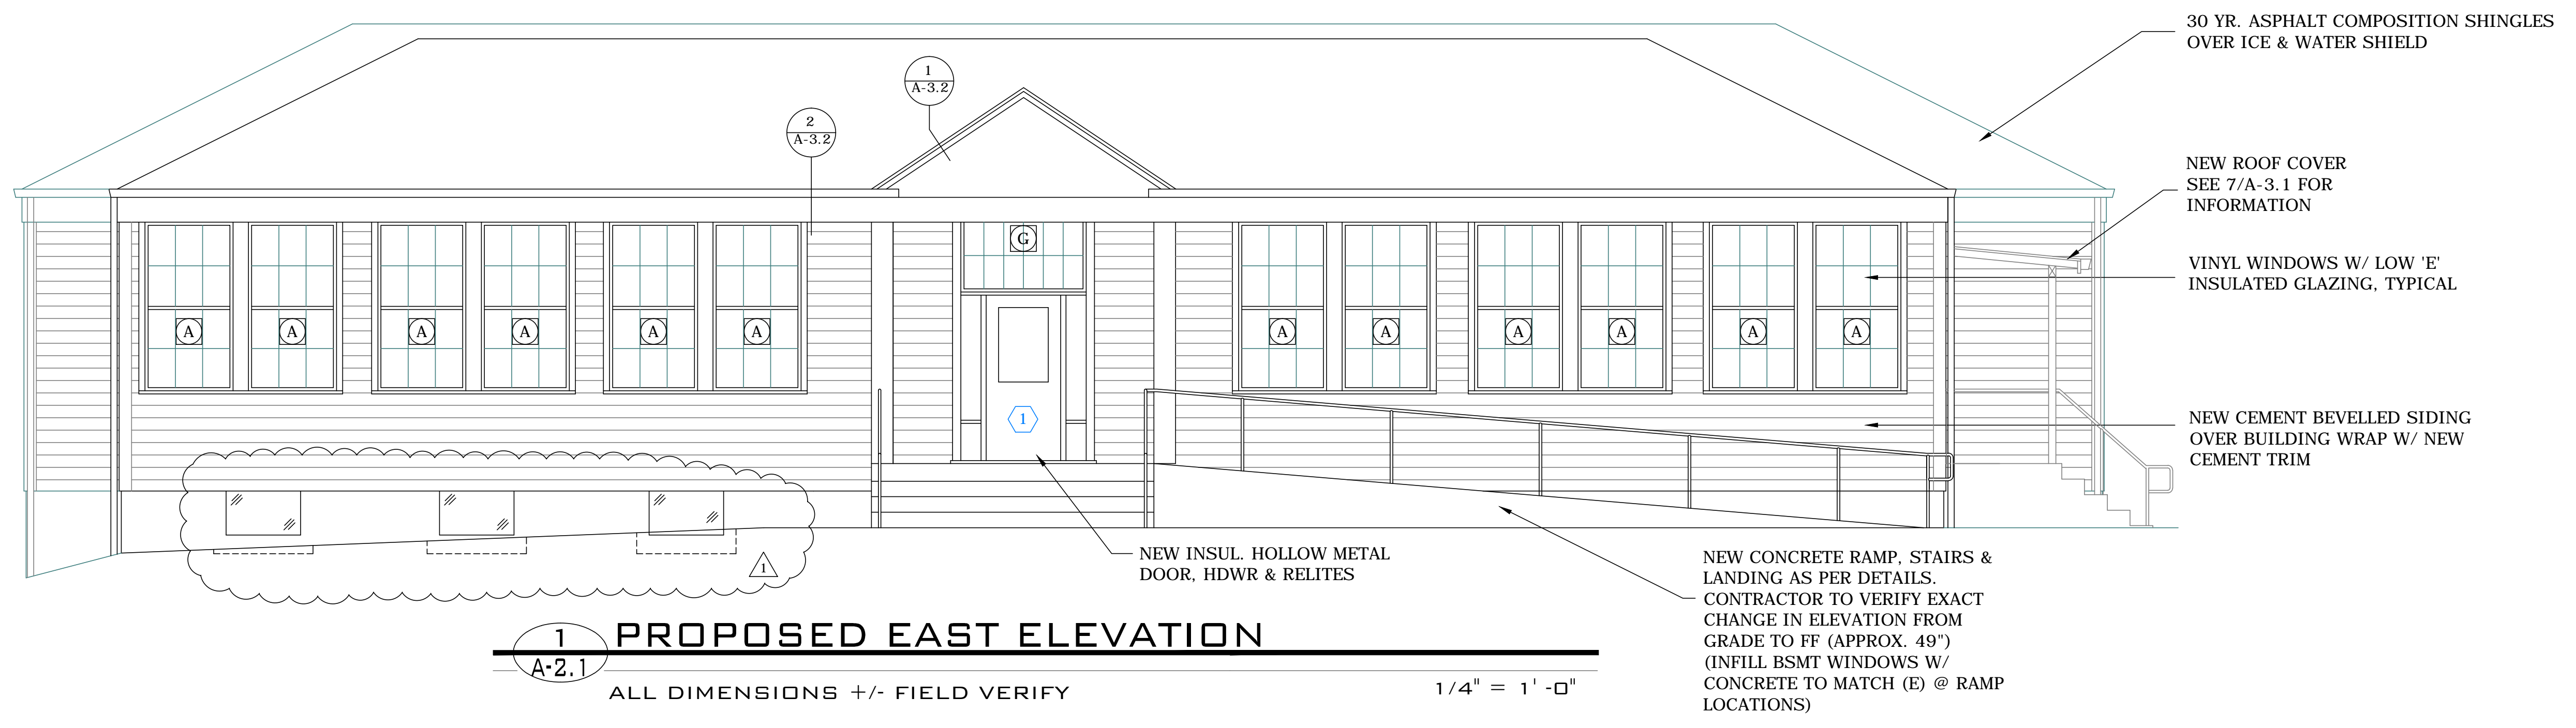 30 YR. ASPHALT COMPOSITION SHINGLES
OVER ICE & WATER SHIELD
1
A-3.2
2
A-3.2
NEW ROOF COVER
SEE 7/A-3.1 FOR
INFORMATION
G
VINYL WINDOWS W/ LOW 'E'
INSULATED GLAZING, TYPICAL
A A A A A A A A A A A A
1
NEW CEMENT BEVELLED SIDING
OVER BUILDING WRAP W/ NEW
CEMENT TRIM
1
NEW INSUL. HOLLOW METAL
DOOR, HDWR & RELITES
NEW CONCRETE RAMP, STAIRS &
LANDING AS PER DETAILS.
CONTRACTOR TO VERIFY EXACT
CHANGE IN ELEVATION FROM
GRADE TO FF (APPROX. 49")
(INFILL BSMT WINDOWS W/
CONCRETE TO MATCH (E) @ RAMP
LOCATIONS)
1
A-2.1
PROPOSED EAST ELEVATION
ALL DIMENSIONS +/- FIELD VERIFY
1/4" = 1'-0"